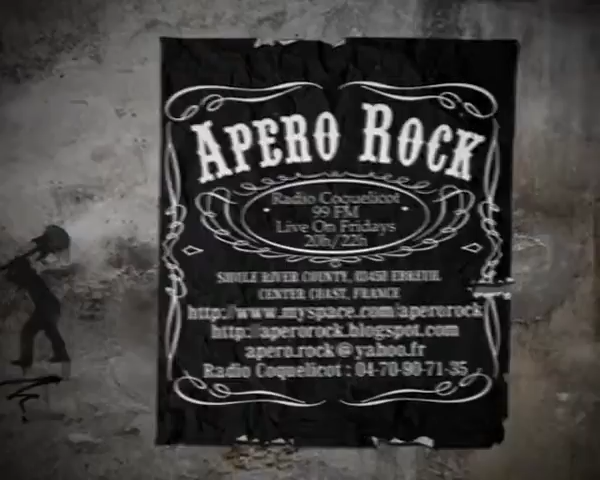 APERO ROCK
Radio Coquelicot
99 FM
Live On Fridays
20h/22h
SIOULE RIVER COUNTY, 03450 EBREUIL
CENTER COAST, FRANCE
http://www.myspace.com/aperorock
http://aperorock.blogspot.com
apero.rock@yahoo.fr
Radio Coquelicot : 04-70-90-71-35